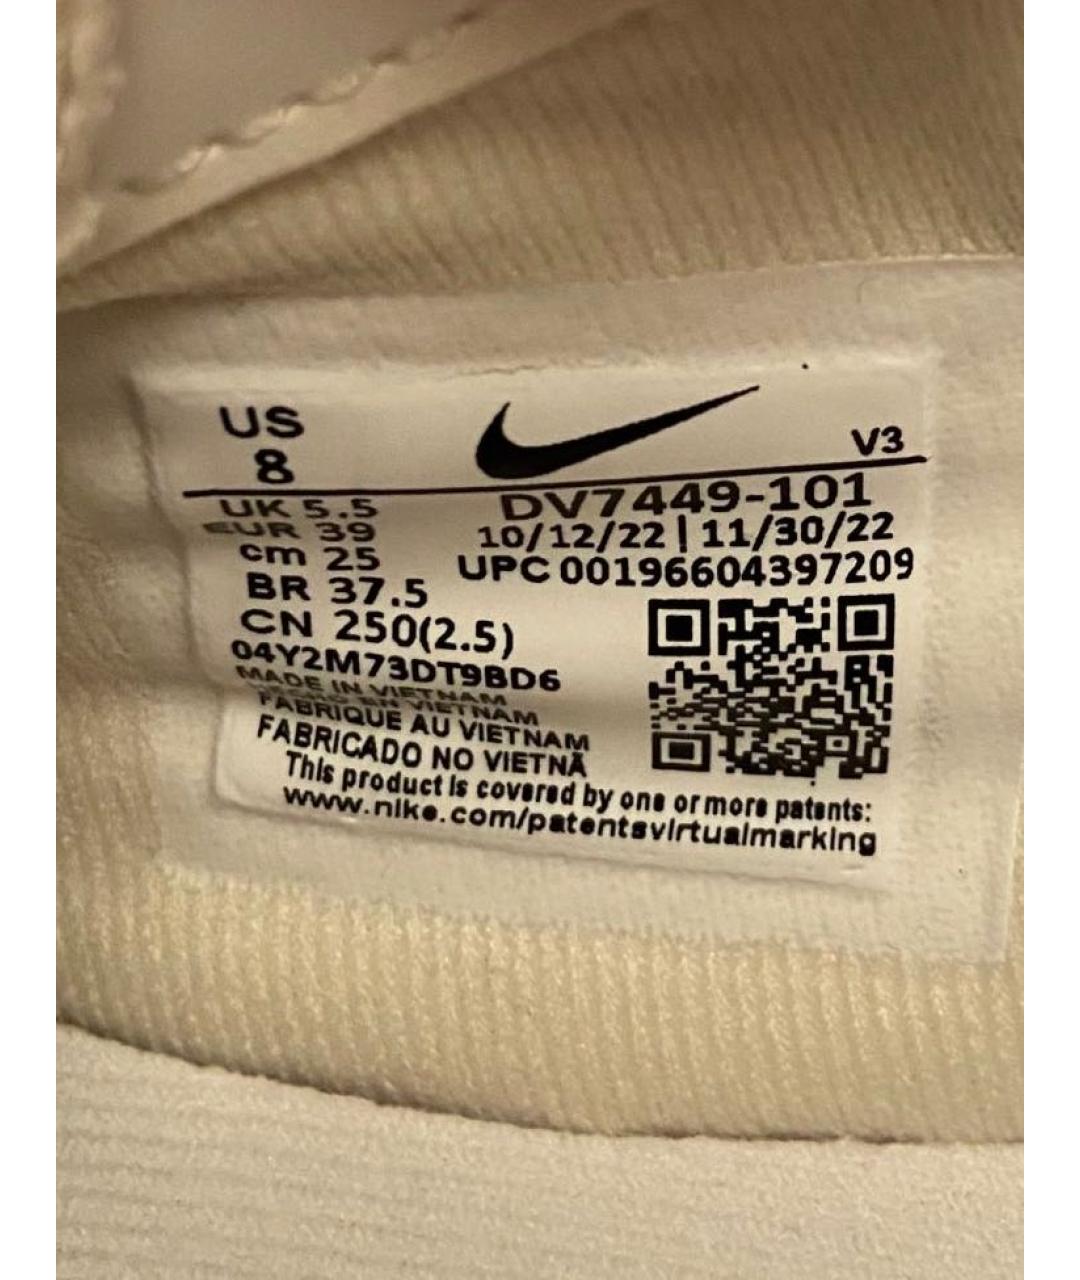 US
8
V3
UK 5.5
EUR 39
cm 25
BR 37.5
CN 250(2.5)
DV7449-101
10/12/22 | 11/30/22
UPC 00196604397209
04Y2M73DT9BD6
MADE IN VIETNAM
EN VIETNAM
FABRIQUE AU VIETNAM
FABRICADO NO VIETNÃ
This product is covered by one or more patents:
www.nike.com/patentsvirtualmarking